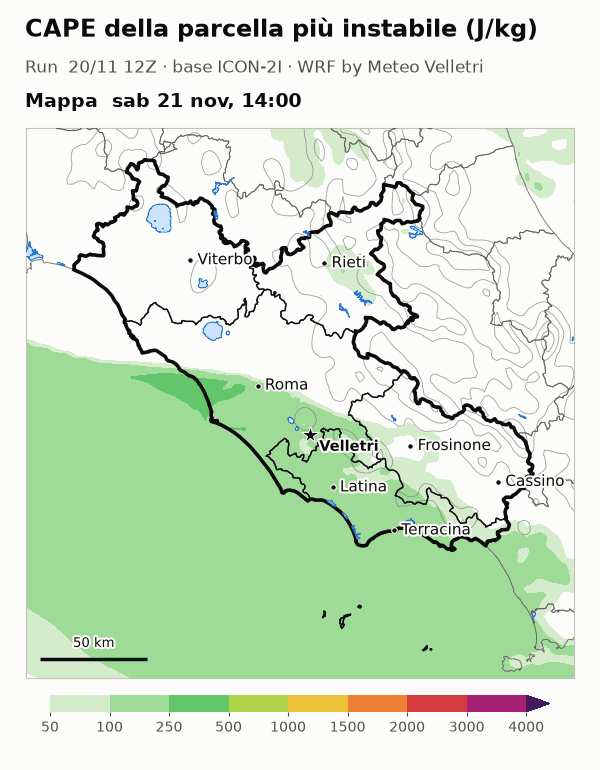 CAPE della parcella più instabile (J/kg)
Run  20/11 12Z · base ICON-2I · WRF by Meteo Velletri
Mappa  sab 21 nov, 14:00
Viterbo
Rieti
Roma
Velletri
Frosinone
Latina
Cassino
Terracina
50 km
50 100 250 500 1000 1500 2000 3000 4000